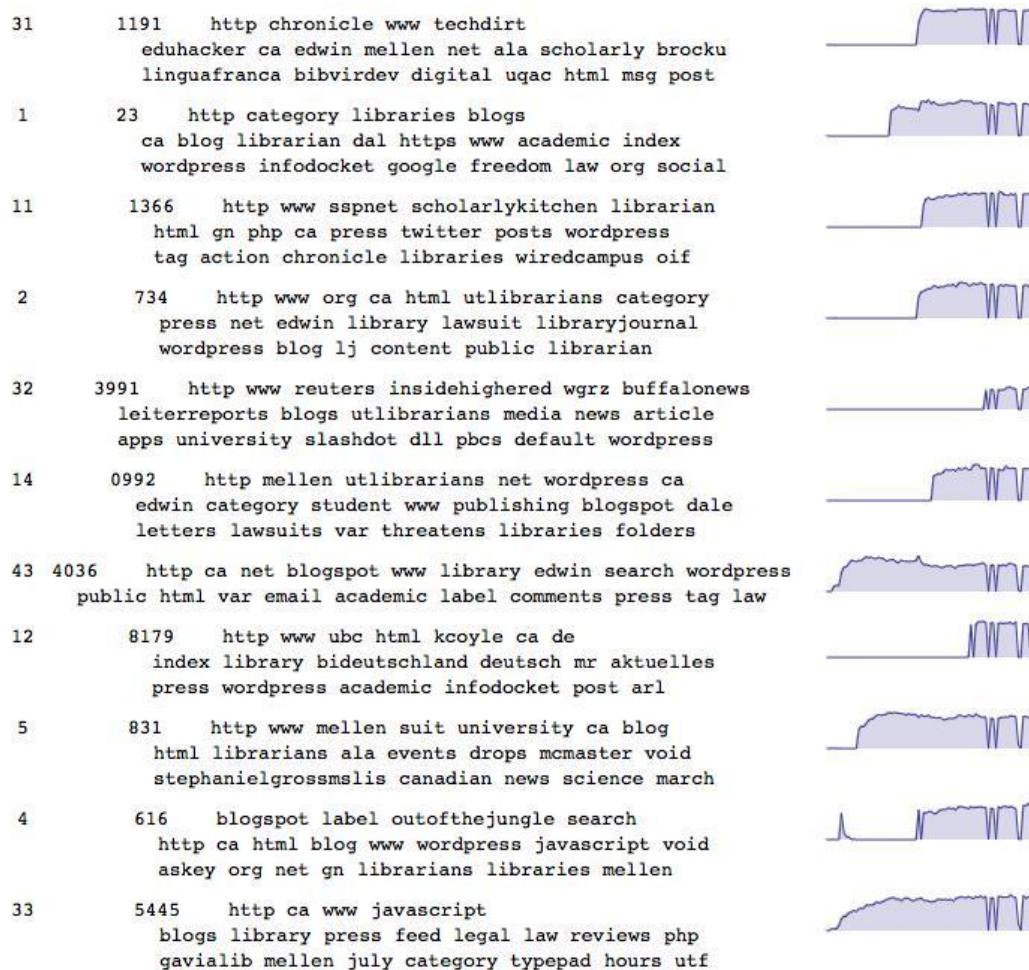 31 1191 http chronicle www techdirt
eduhacker ca edwin mellen net ala scholarly brocku
linguafranca bibvirdev digital uqac html msg post
1 23 http category libraries blogs
ca blog librarian dal https www academic index
wordpress infodocket google freedom law org social
11 1366 http www sspnet scholarlykitchen librarian
html gn php ca press twitter posts wordpress
tag action chronicle libraries wiredcampus oif
2 734 http www org ca html utlibrarians category
press net edwin library lawsuit libraryjournal
wordpress blog lj content public librarian
32 3991 http www reuters insidehighered wgrz buffalonews
leiterreports blogs utlibrarians media news article
apps university slashdot dll pbcs default wordpress
14 0992 http mellen utlibrarians net wordpress ca
edwin category student www publishing blogspot dale
letters lawsuits var threatens libraries folders
43 4036 http ca net blogspot www library edwin search wordpress
public html var email academic label comments press tag law
12 8179 http www ubc html kcoyle ca de
index library bideutschland deutsch mr aktuelles
press wordpress academic infodocket post arl
5 831 http www mellen suit university ca blog
html librarians ala events drops mcmaster void
stephanielgrossmslis canadian news science march
4 616 blogspot label outofthejungle search
http ca html blog www wordpress javascript void
askey org net gn librarians libraries mellen
33 5445 http ca www javascript
blogs library press feed legal law reviews php
gavialib mellen july category typepad hours utf